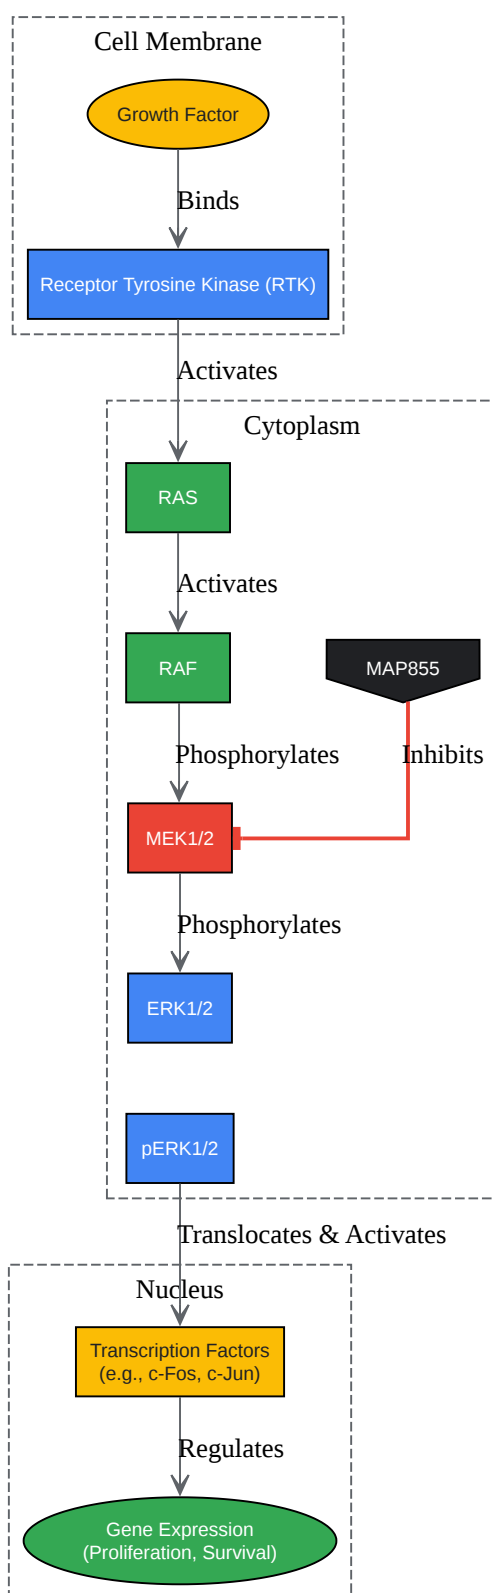 Cell Membrane
Growth Factor
Binds
Receptor Tyrosine Kinase (RTK)
Activates
Cytoplasm
RAS
Activates
RAF
MAP855
Phosphorylates
Inhibits
MEK1/2
Phosphorylates
ERK1/2
pERK1/2
Translocates & Activates
Nucleus
Transcription Factors
(e.g., c-Fos, c-Jun)
Regulates
Gene Expression
(Proliferation, Survival)